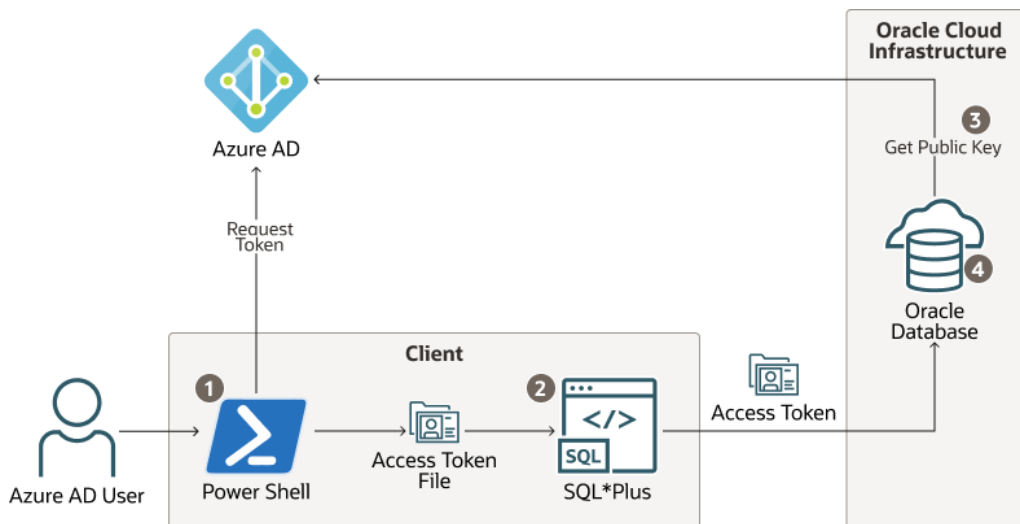 Oracle Cloud
Infrastructure
3
Get Public Key
Azure AD
Request
Token
4
Oracle
Database
Client
1
2
</>
SQL
Access Token
Access Token
File
Azure AD User
Power Shell
SQL*Plus